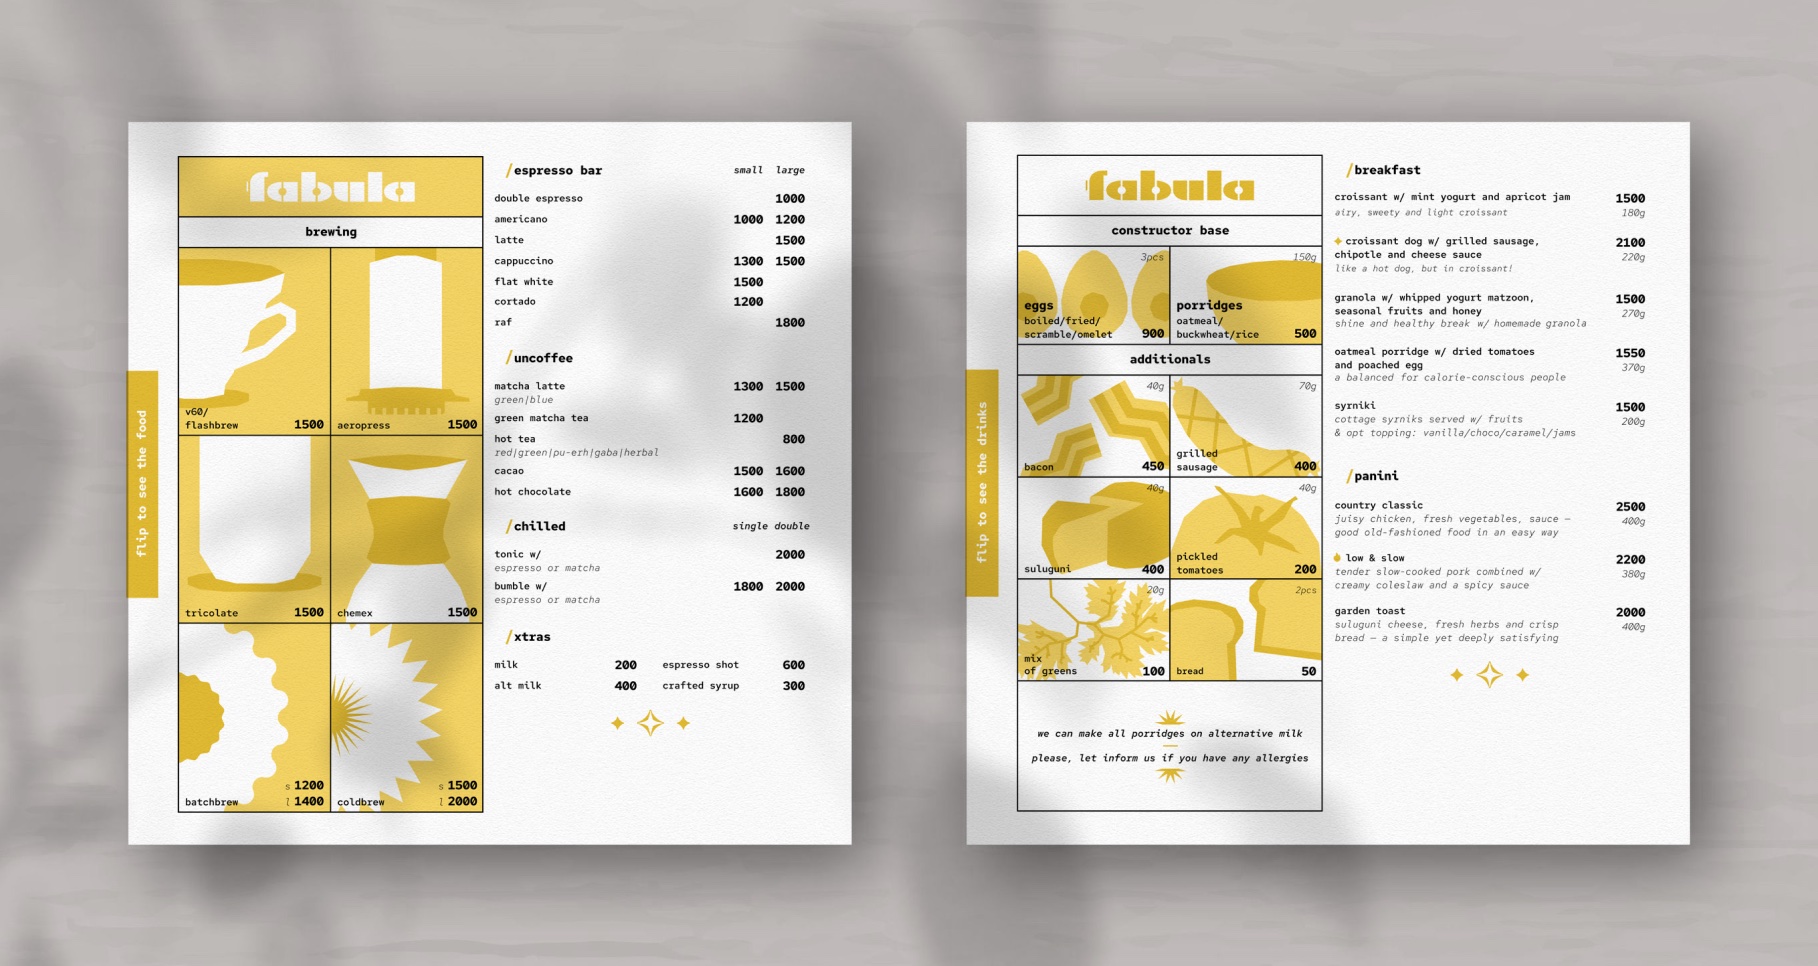 fabula
brewing
v60/
flashbrew 1500
aeropress 1500
tricolate 1500
chemex 1500
batchbrew s 1200
l 1400
coldbrew s 1500
l 2000
flip to see the food
/espresso bar small large
double espresso 1000
americano 1000 1200
latte 1500
cappuccino 1300 1500
flat white 1500
cortado 1200
raf 1800
/uncoffee
matcha latte 1300 1500
green|blue
green matcha tea 1200
hot tea 800
red|green|pu-erh|gaba|herbal
cacao 1500 1600
hot chocolate 1600 1800
/chilled single double
tonic w/ 2000
espresso or matcha
bumble w/ 1800 2000
espresso or matcha
/xtras
milk 200 espresso shot 600
alt milk 400 crafted syrup 300
fabula
constructor base
3pcs
eggs
boiled/fried/
scramble/omelet 900
150g
porridges
oatmeal/
buckwheat/rice 500
additionals
40g
bacon 450
70g
grilled
sausage 400
40g
suluguni 400
40g
pickled
tomatoes 200
20g
mix
of greens 100
2pcs
bread 50
we can make all porridges on alternative milk
please, let inform us if you have any allergies
flip to see the drinks
/breakfast
croissant w/ mint yogurt and apricot jam 1500
airy, sweety and light croissant 180g
croissant dog w/ grilled sausage, 2100
chipotle and cheese sauce 220g
like a hot dog, but in croissant!
granola w/ whipped yogurt matzoon, 1500
seasonal fruits and honey 270g
shine and healthy break w/ homemade granola
oatmeal porridge w/ dried tomatoes 1550
and poached egg 370g
a balanced for calorie-conscious people
syrniki 1500
cottage syrniki served w/ fruits 200g
& opt topping: vanilla/choco/caramel/jams
/panini
country classic 2500
juisy chicken, fresh vegetables, sauce — 400g
good old-fashioned food in an easy way
low & slow 2200
tender slow-cooked pork combined w/ 380g
creamy coleslaw and a spicy sauce
garden toast 2000
suluguni cheese, fresh herbs and crisp 400g
bread — a simple yet deeply satisfying